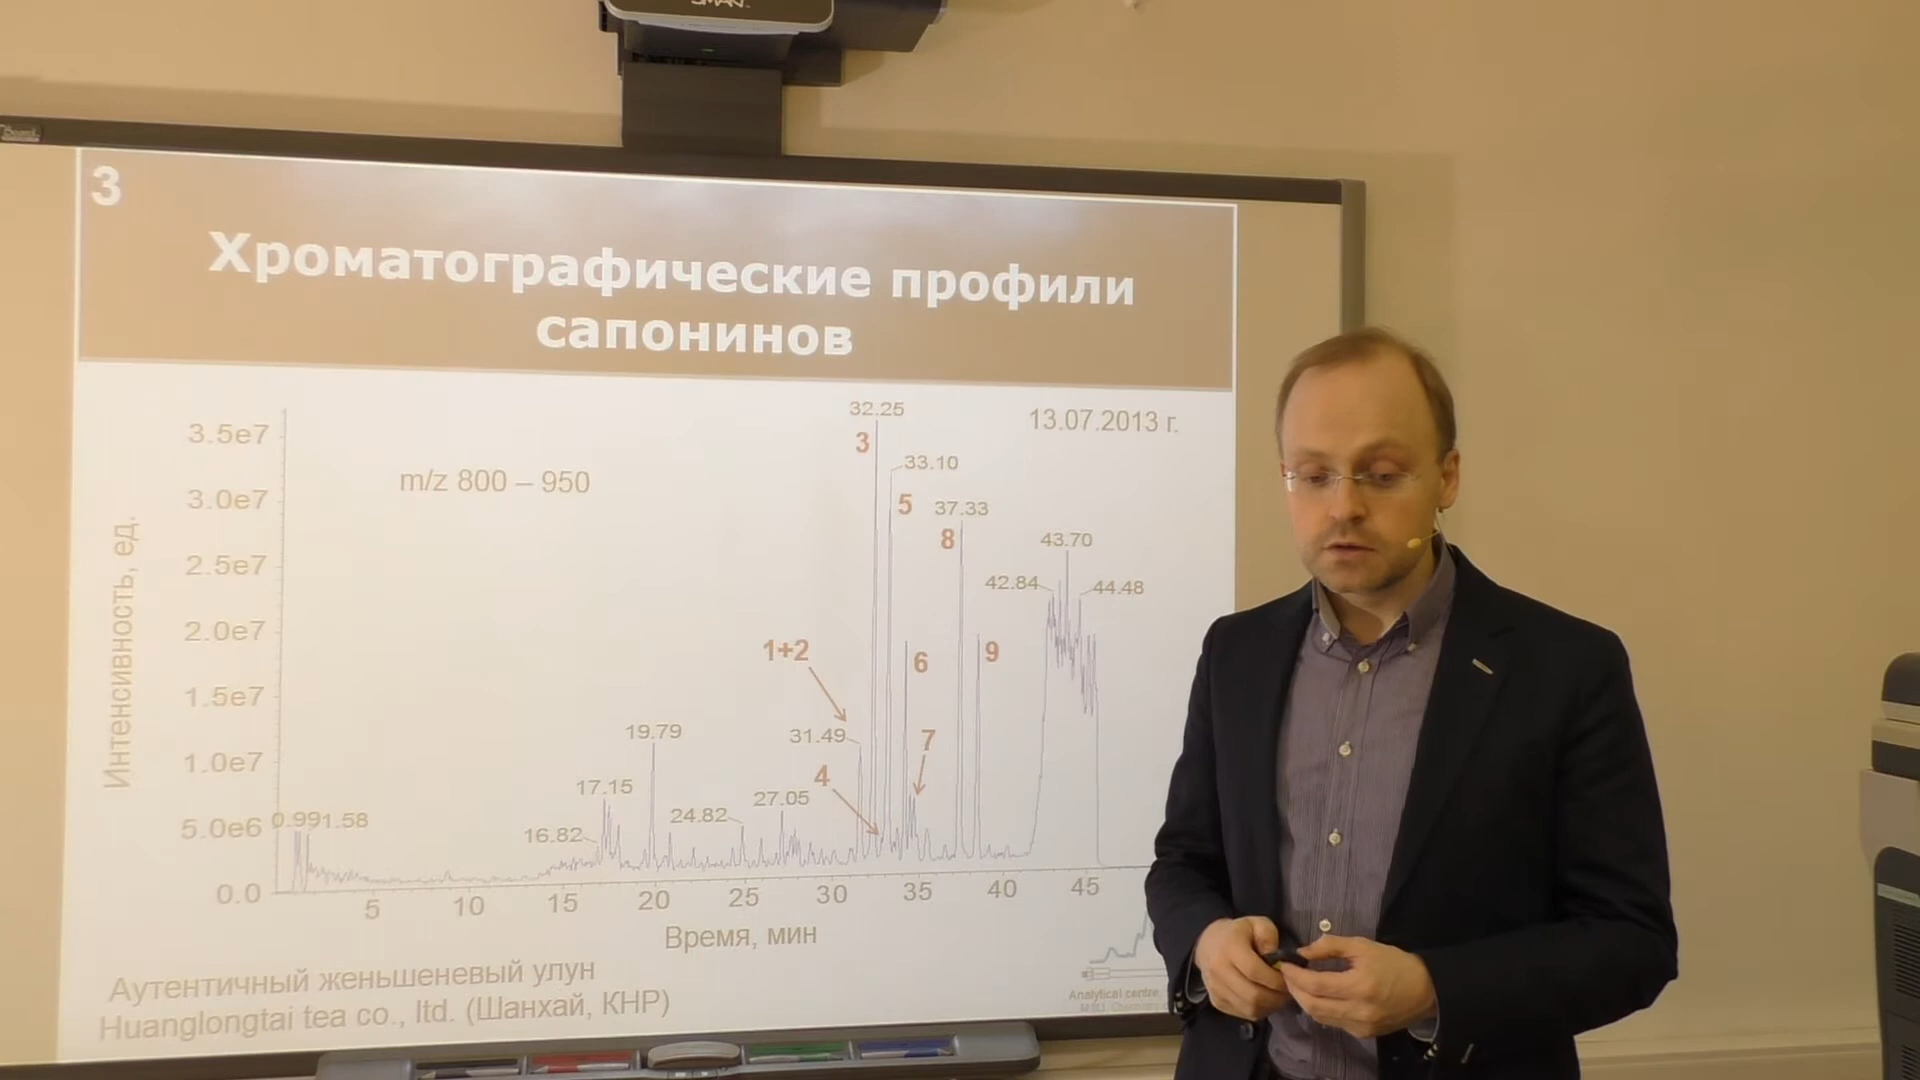 3
Хроматографические профили
сапонинов
13.07.2013 г.
m/z 800 – 950
Интенсивность, ед.
3.5e7
3.0e7
2.5e7
2.0e7
1.5e7
1.0e7
5.0e6
0.0
0.99
1.58
16.82
17.15
19.79
24.82
27.05
31.49
32.25
33.10
37.33
42.84
43.70
44.48
1+2
3
4
5
6
7
8
9
5 10 15 20 25 30 35 40 45
Время, мин
Аутентичный женьшеневый улун
Huanglongtai tea co., ltd. (Шанхай, КНР)
Analytical centre